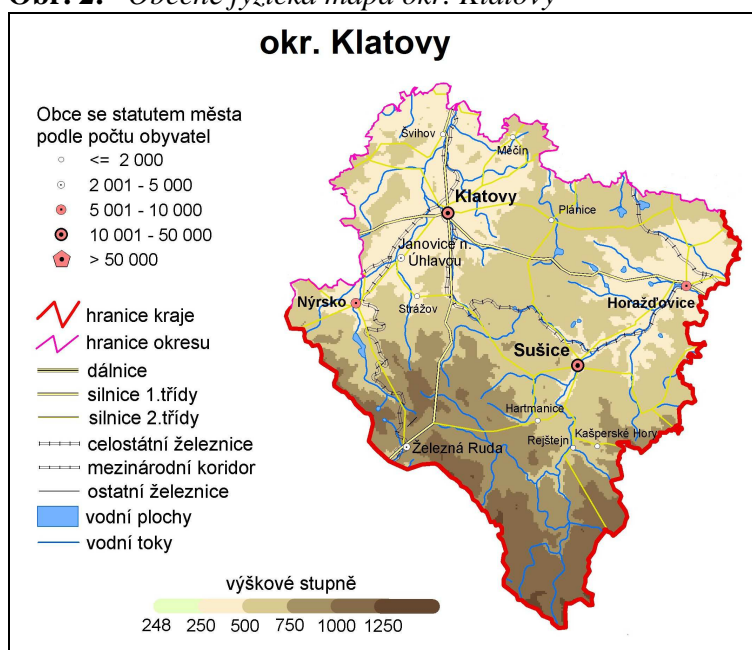 Obr. 2: Obecně fyzická mapa okr. Klatovy
okr. Klatovy
Obce se statutem města
podle počtu obyvatel
<= 2 000
2 001 - 5 000
5 001 - 10 000
10 001 - 50 000
> 50 000
hranice kraje
hranice okresu
dálnice
silnice 1.třídy
silnice 2.třídy
celostátní železnice
mezinárodní koridor
ostatní železnice
vodní plochy
vodní toky
Švihov
Měčín
Klatovy
Plánice
Janovice n.
Úhlavou
Nýrsko
Strážov
Horažďovice
Sušice
Hartmanice
Rejštejn
Kašperské Hory
Železná Ruda
výškové stupně
248 250 500 750 1000 1250